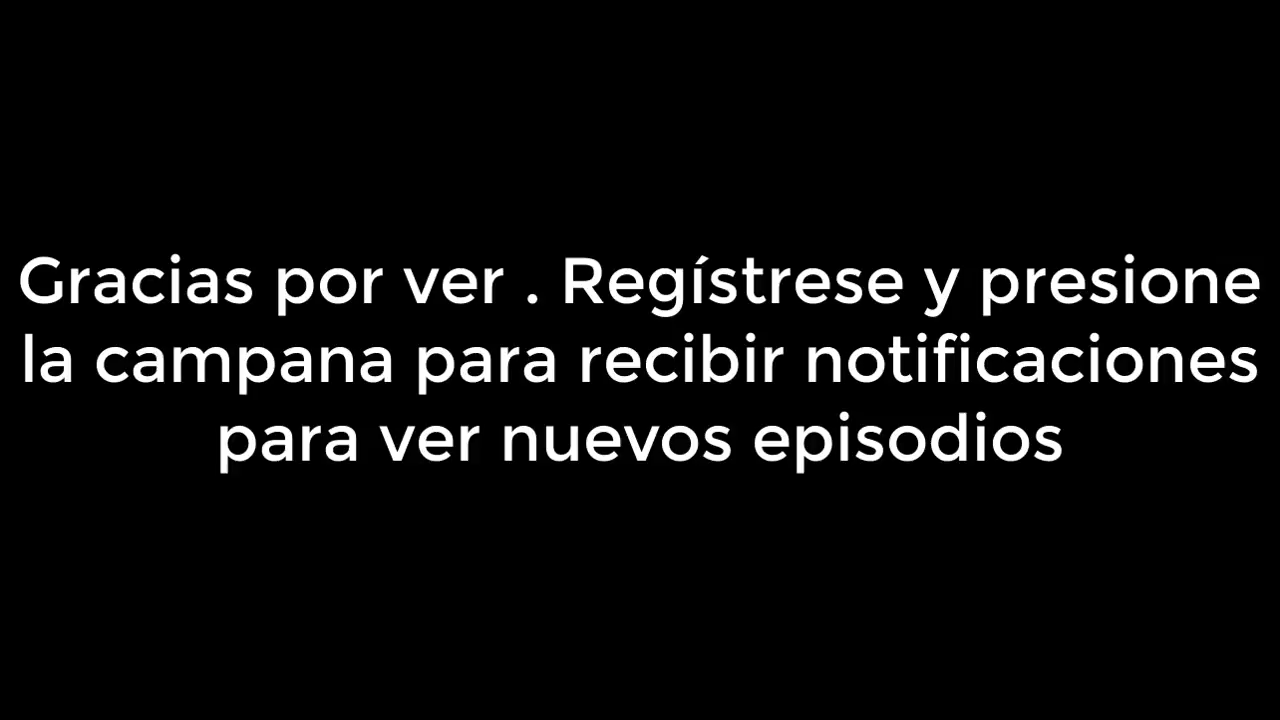 Gracias por ver . Regístrese y presione
la campana para recibir notificaciones
para ver nuevos episodios